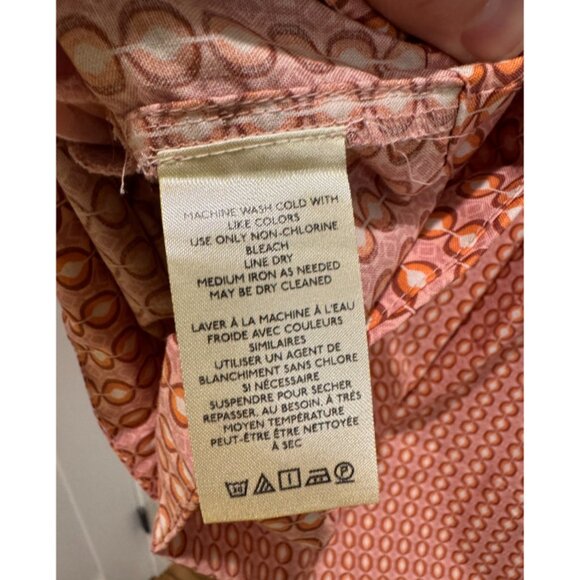 MACHINE WASH COLD WITH
LIKE COLORS
USE ONLY NON-CHLORINE
BLEACH
LINE DRY
MEDIUM IRON AS NEEDED
MAY BE DRY CLEANED
LAVER À LA MACHINE À L'EAU
FROIDE AVEC COULEURS
SIMILAIRES
UTILISER UN AGENT DE
BLANCHIMENT SANS CHLORE
SI NÉCESSAIRE
SUSPENDRE POUR SECHER
REPASSER, AU BESOIN, À TRÉS
MOYEN TEMPÉRATURE
PEUT-ÊTRE ÊTRE NETTOYÉE
À SEC